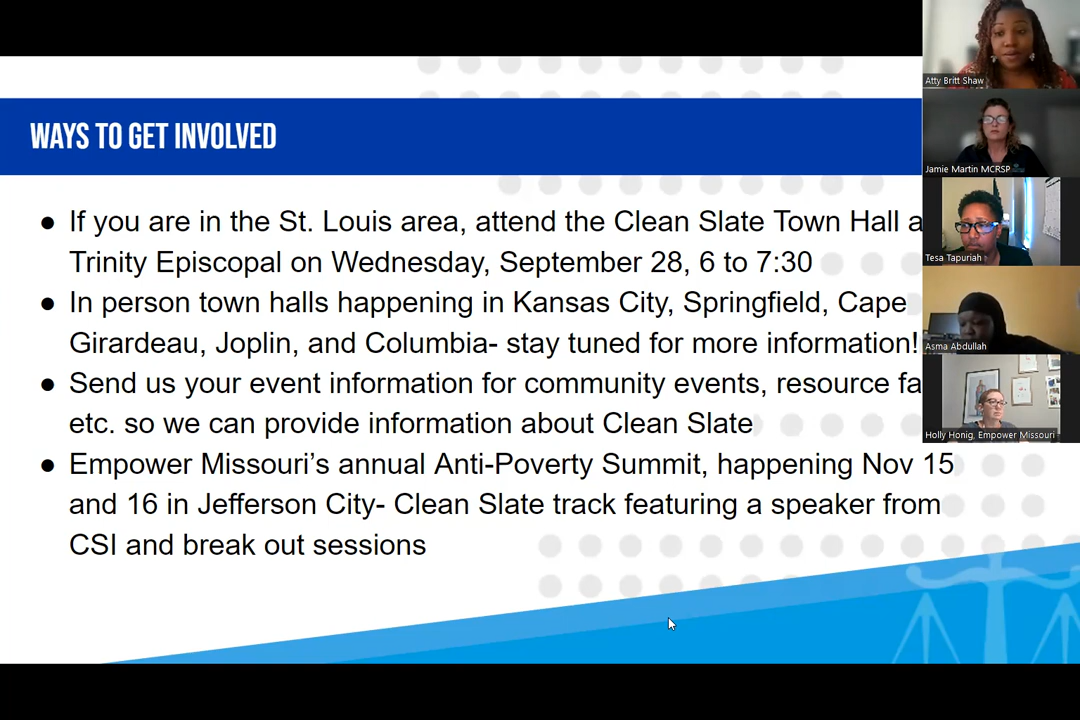 WAYS TO GET INVOLVED
● If you are in the St. Louis area, attend the Clean Slate Town Hall a
Trinity Episcopal on Wednesday, September 28, 6 to 7:30
● In person town halls happening in Kansas City, Springfield, Cape
Girardeau, Joplin, and Columbia- stay tuned for more information!
● Send us your event information for community events, resource fa
etc. so we can provide information about Clean Slate
● Empower Missouri’s annual Anti-Poverty Summit, happening Nov 15
and 16 in Jefferson City- Clean Slate track featuring a speaker from
CSI and break out sessions
Atty Britt Shaw
Jamie Martin MCRSP
Tesa Tapuriah
Asma Abdullah
Holly Honig, Empower Missouri